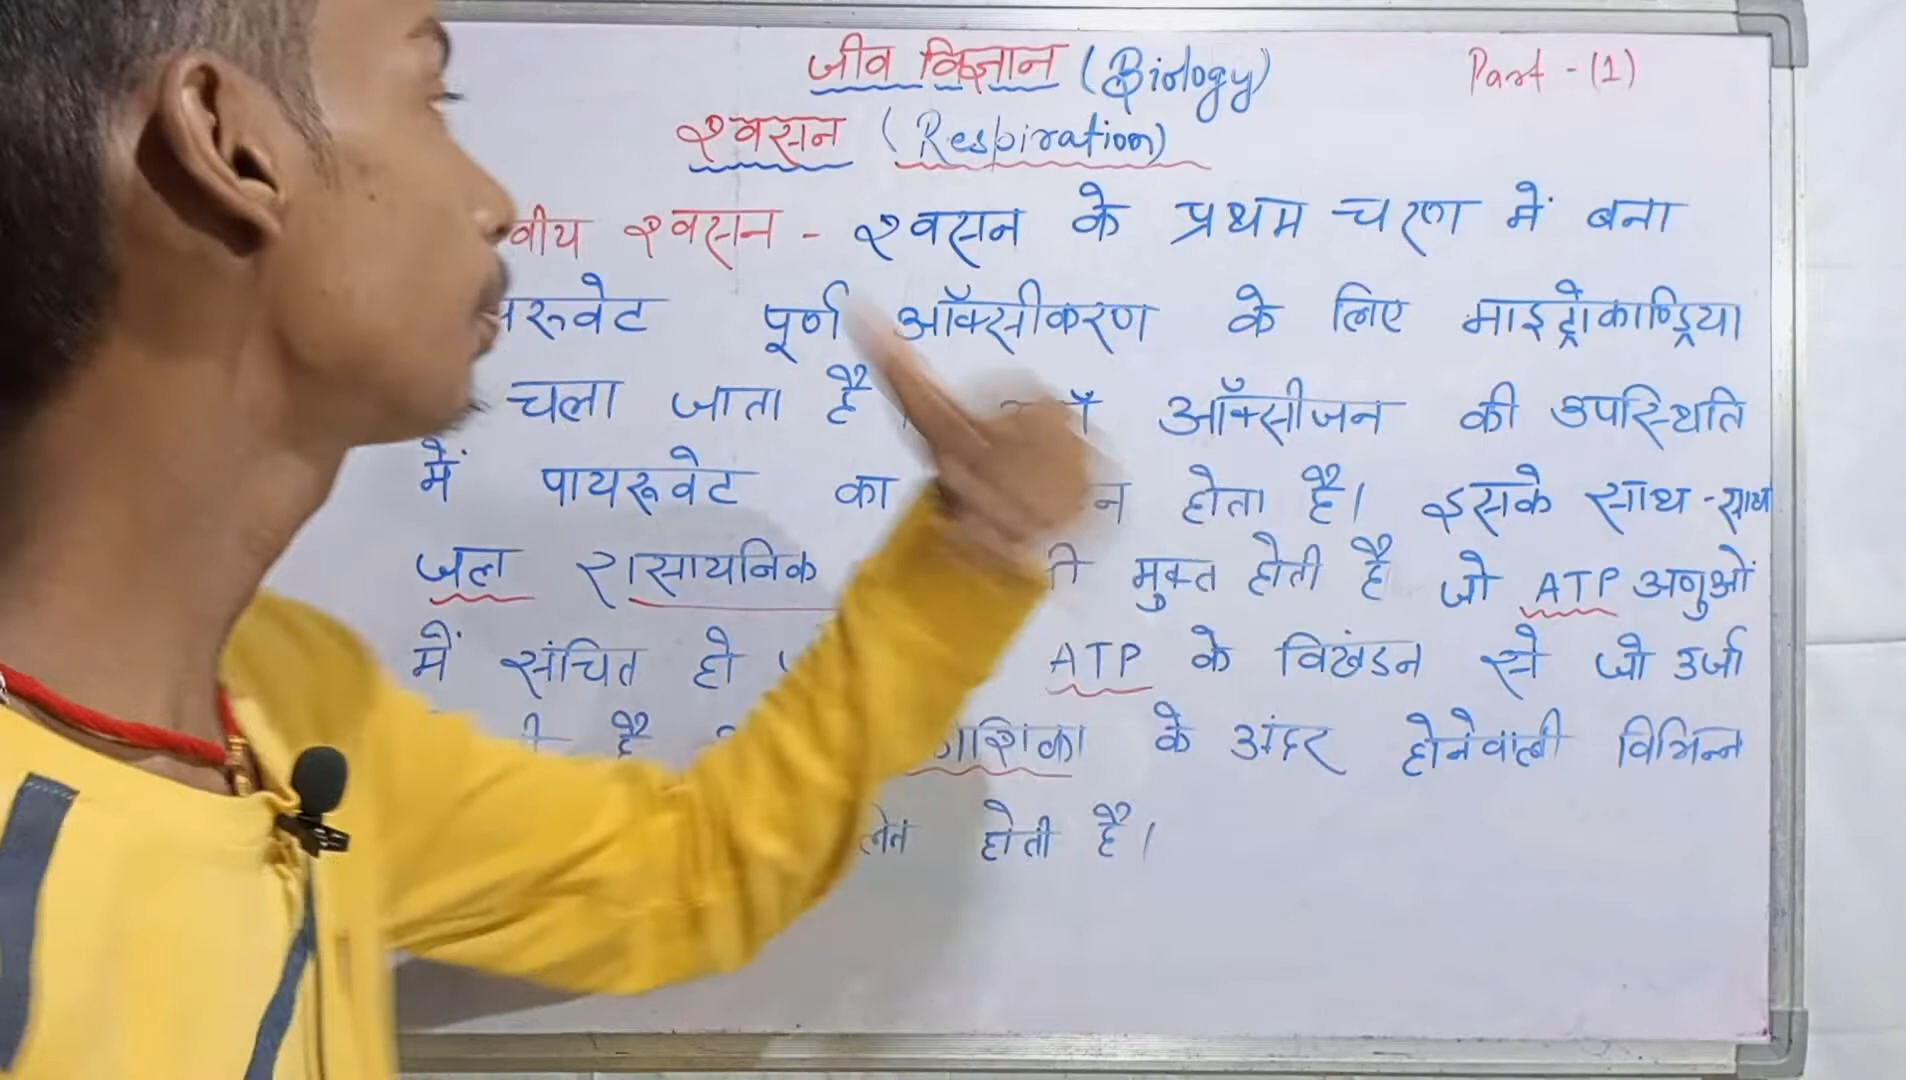 जीव विज्ञान (Biology) Part - (1)
श्वसन (Respiration)
श्वसन - श्वसन के प्रथम चरण में बना
पूर्ण ऑक्सीकरण के लिए माइट्रोकाण्ड्रिया
चला जाता है ऑक्सीजन की उपस्थिति
में पायरूवेट का होता है। इसके साथ-साथ
जल रासायनिक मुक्त होती है जो ATP अणुओं
में संचित हो ATP के विखंडन से जो उर्जा
है के अंदर होनेवाली विभिन्न
होती है।